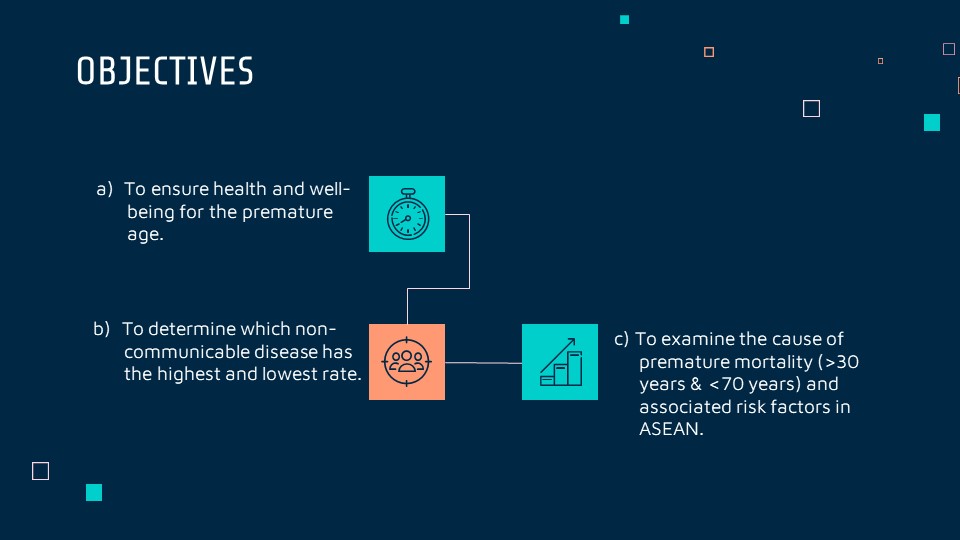 OBJECTIVES
a) To ensure health and well-
being for the premature
age.
b) To determine which non-
communicable disease has
the highest and lowest rate.
c) To examine the cause of
premature mortality (>30
years & <70 years) and
associated risk factors in
ASEAN.